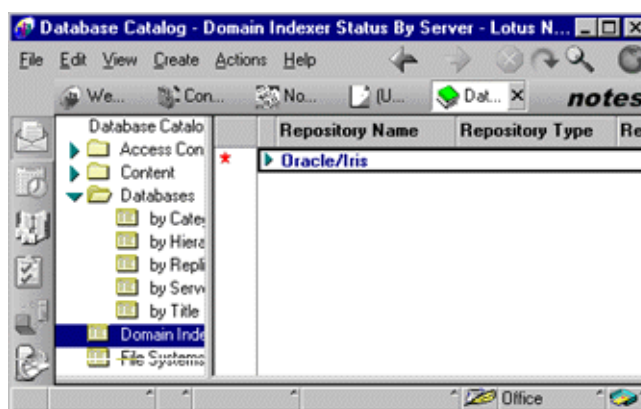 Database Catalog - Domain Indexer Status By Server - Lotus N...
File Edit View Create Actions Help
We... Con... No... (U... Dat... notes
Database Catalo
Access Con
Content
Databases
by Cate
by Hiera
by Repli
by Serve
by Title
Domain Inde
File Systems
Repository Name Repository Type Re
Oracle/Iris
Office